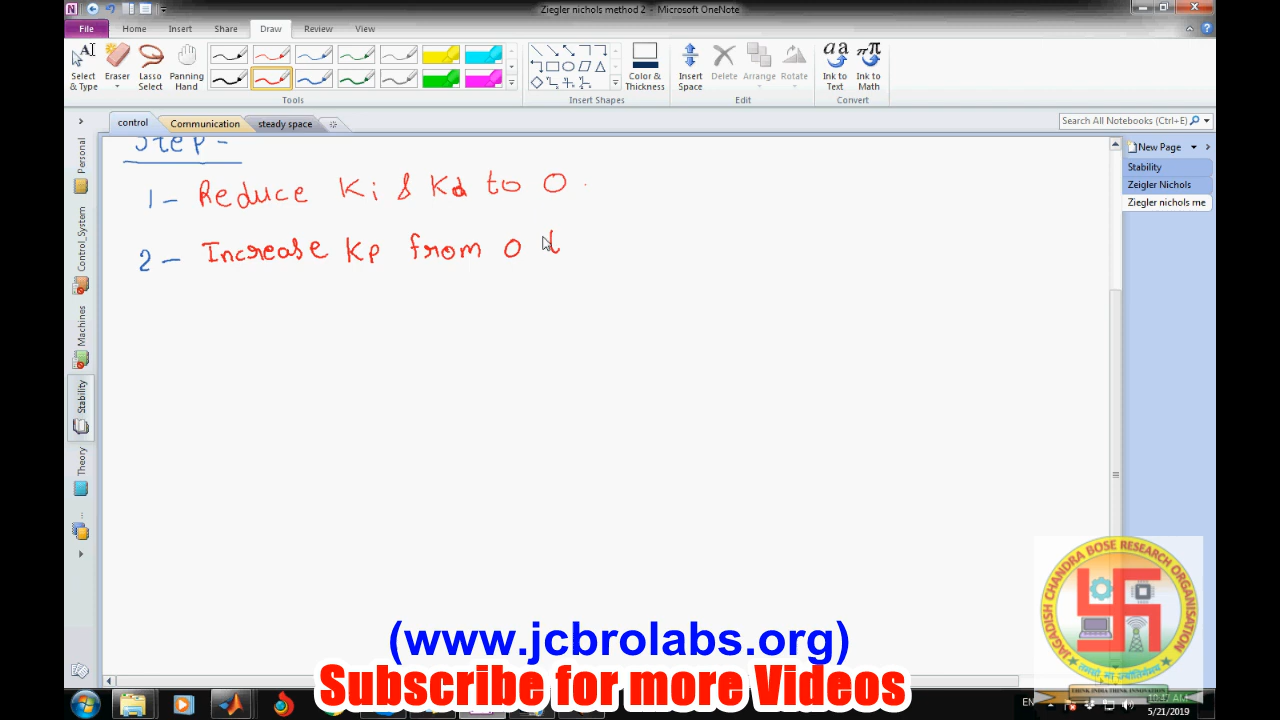 Ziegler nichols method 2 - Microsoft OneNote
File Home Insert Share Draw Review View
Select & Type
Eraser
Lasso Select
Panning Hand
Color & Thickness
Insert Space
Delete
Arrange
Rotate
Ink to Text
Ink to Math
Tools
Insert Shapes
Edit
Convert
control
Communication
steady space
Search All Notebooks (Ctrl+E)
Personal
Control_System
Machines
Stability
Theory
New Page
Stability
Zeigler Nichols
Ziegler nichols me
Step -
1 - Reduce Ki & Kd to 0
2 - Increase Kp from 0
JAGADISH CHANDRA BOSE RESEARCH ORGANISATION
THINK INDIA THINK INNOVATION
(www.jcbrolabs.org)
Subscribe for more Videos
EN
10:47 AM
5/21/2019